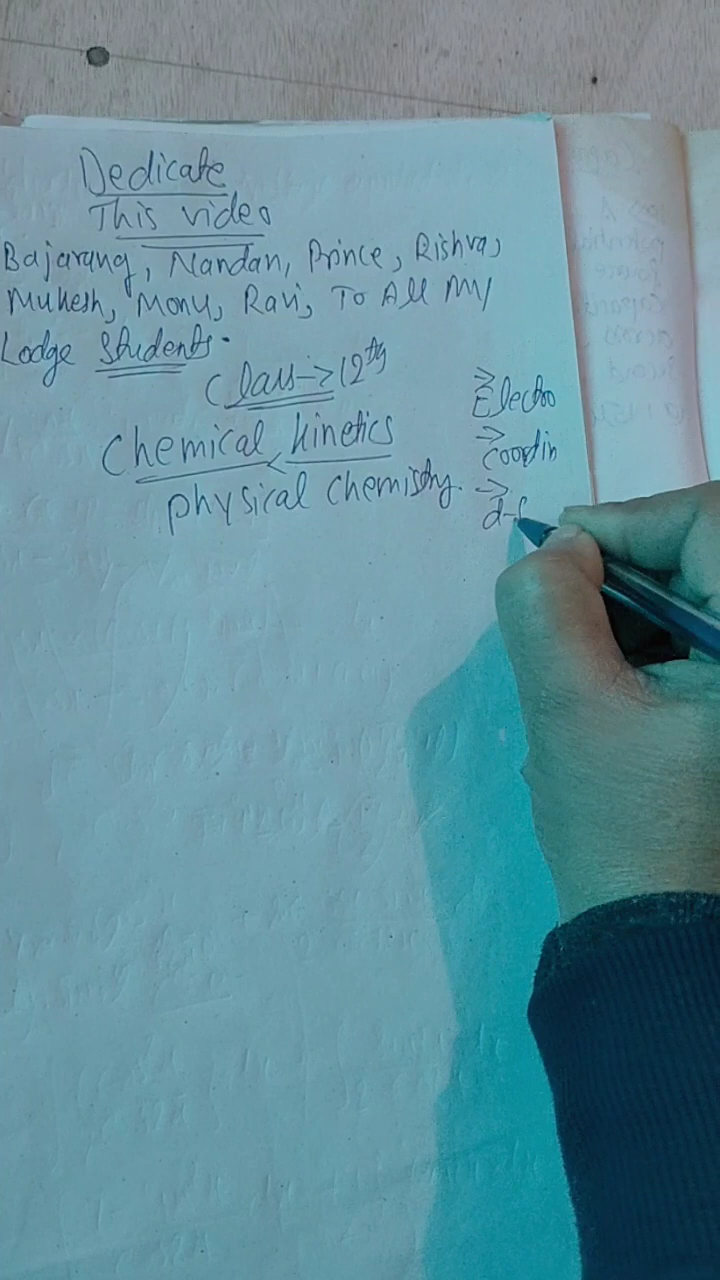 Dedicate
This video
Bajarang, Nandan, Prince, Rishva,
Mukesh, Monu, Ravi, To All My
Lodge Students.
Class → 12th
Chemical kinetics
physical chemistry.
→ Electro
→ Coordin
→ d-f